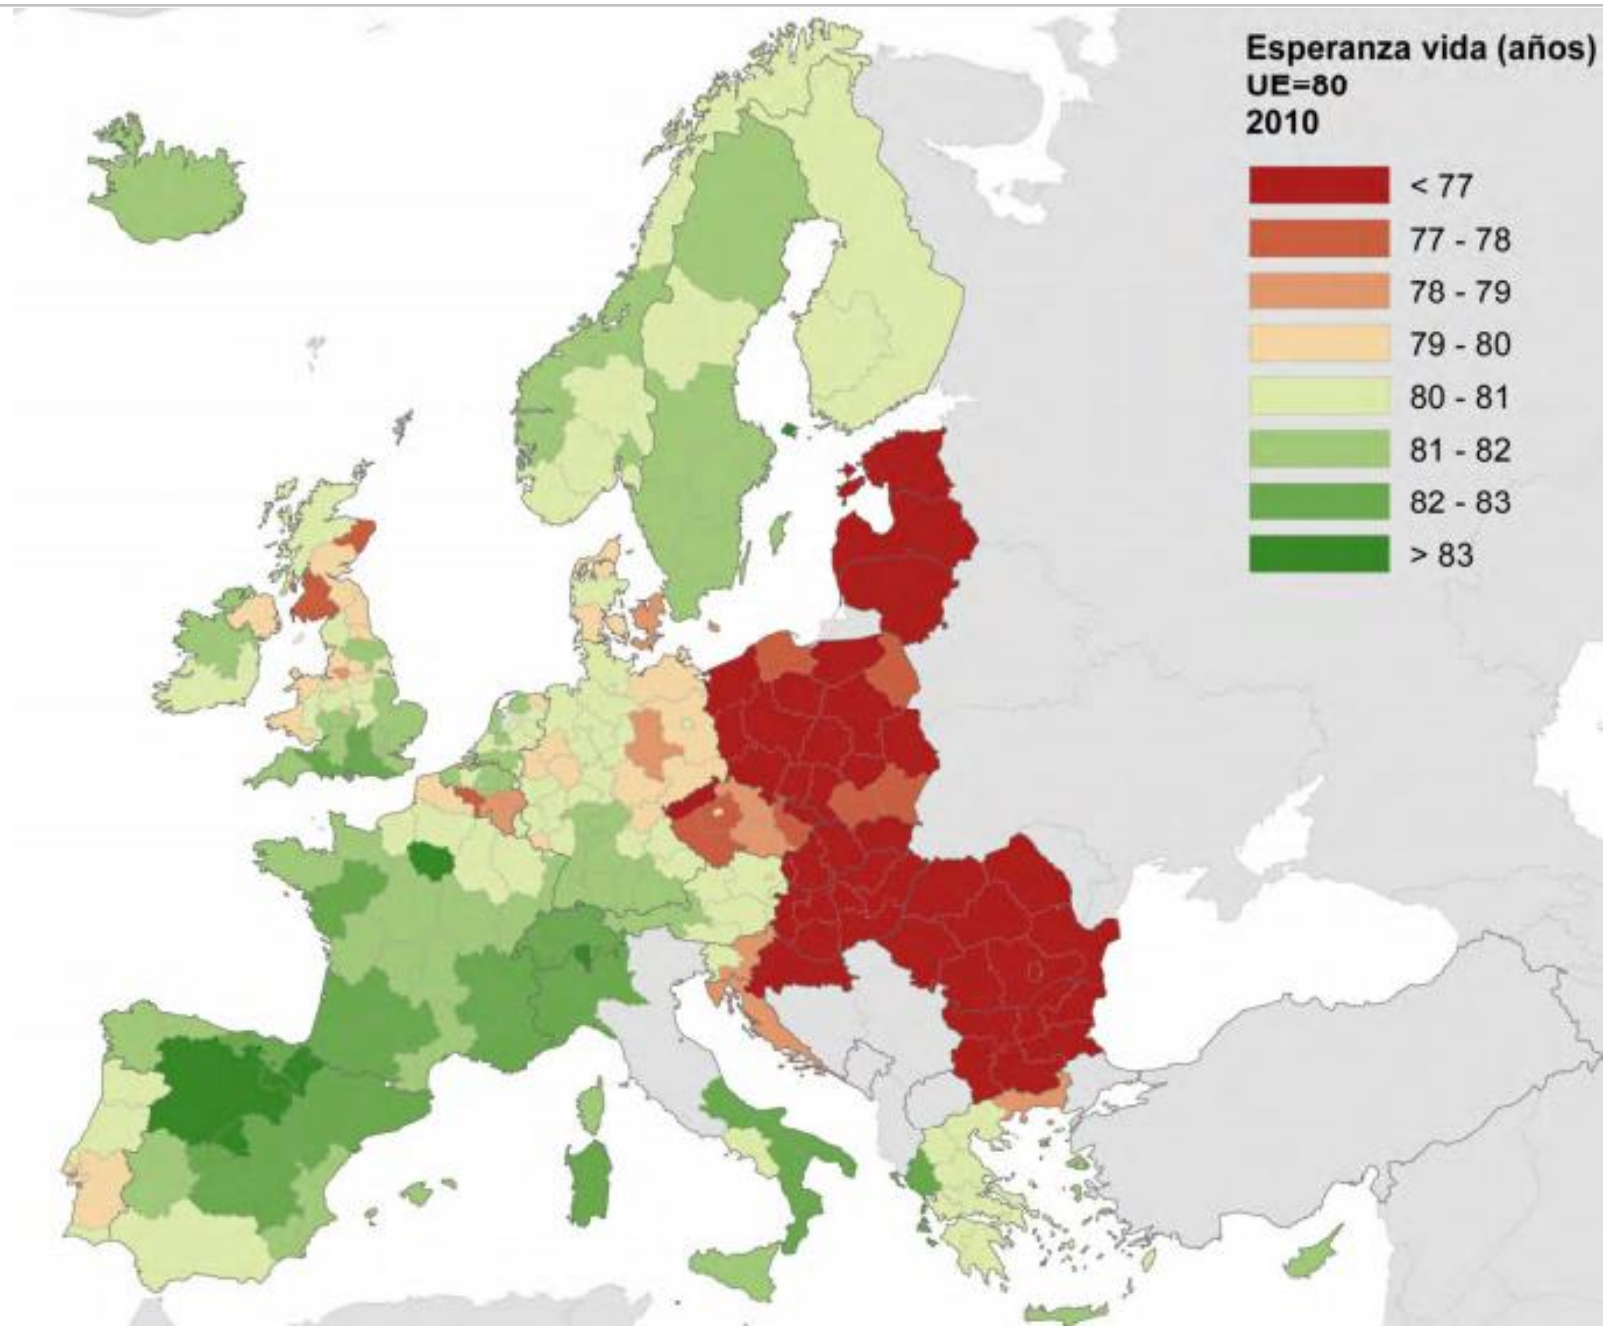 Esperanza vida (años)
UE=80
2010
< 77
77 - 78
78 - 79
79 - 80
80 - 81
81 - 82
82 - 83
> 83